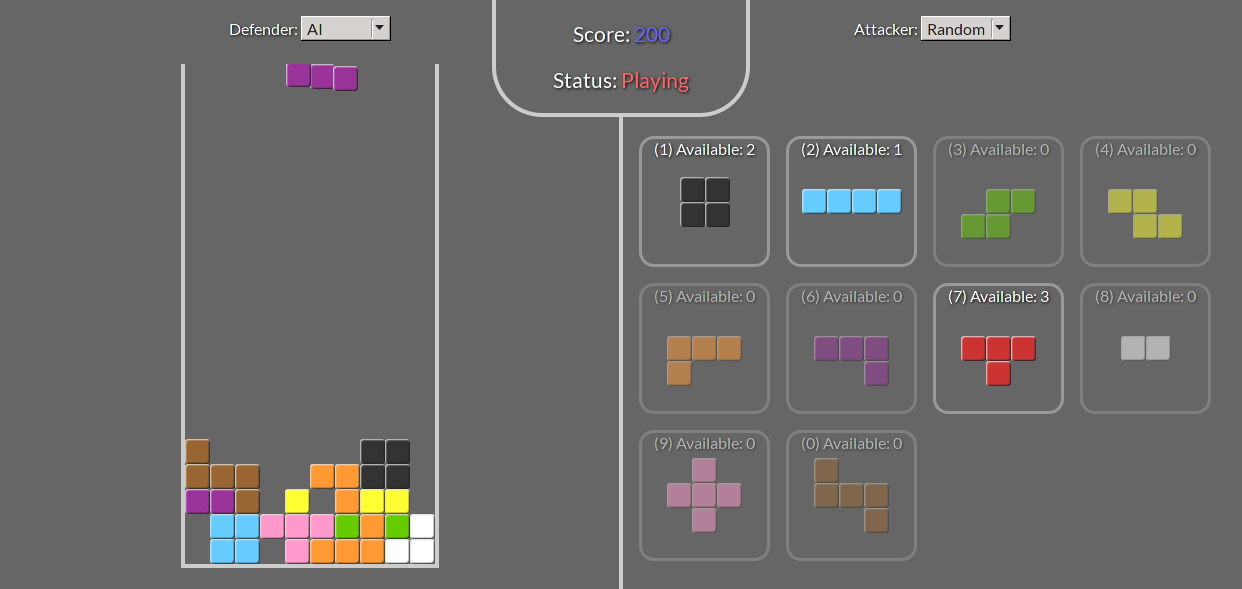 Defender: AI
Score: 200
Status: Playing
Attacker: Random
(1) Available: 2
(2) Available: 1
(3) Available: 0
(4) Available: 0
(5) Available: 0
(6) Available: 0
(7) Available: 3
(8) Available: 0
(9) Available: 0
(0) Available: 0